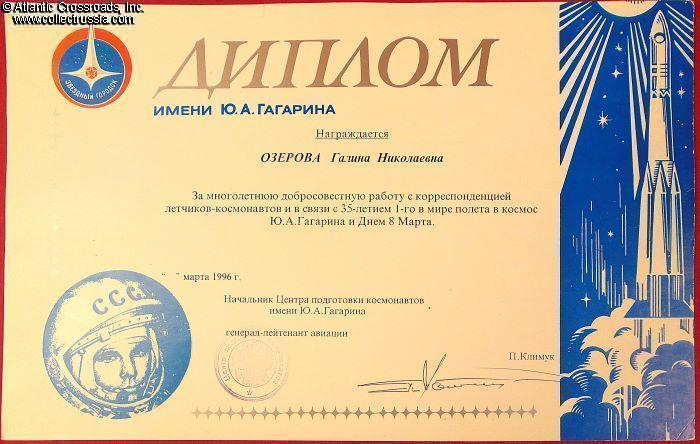 © Atlantic Crossroads, Inc.
www.collectrussia.com
ЗВЕЗДНЫЙ ГОРОДОК
ДИПЛОМ
ИМЕНИ Ю.А.ГАГАРИНА
Награждается
ОЗЕРОВА Галина Николаевна
За многолетнюю добросовестную работу с корреспонденцией
летчиков-космонавтов и в связи с 35-летием 1-го в мире полета в космос
Ю.А.Гагарина и Днем 8 Марта.
“ ” марта 1996 г.
Начальник Центра подготовки космонавтов
имени Ю.А.Гагарина
генерал-лейтенант авиации
П.Климук
СССР